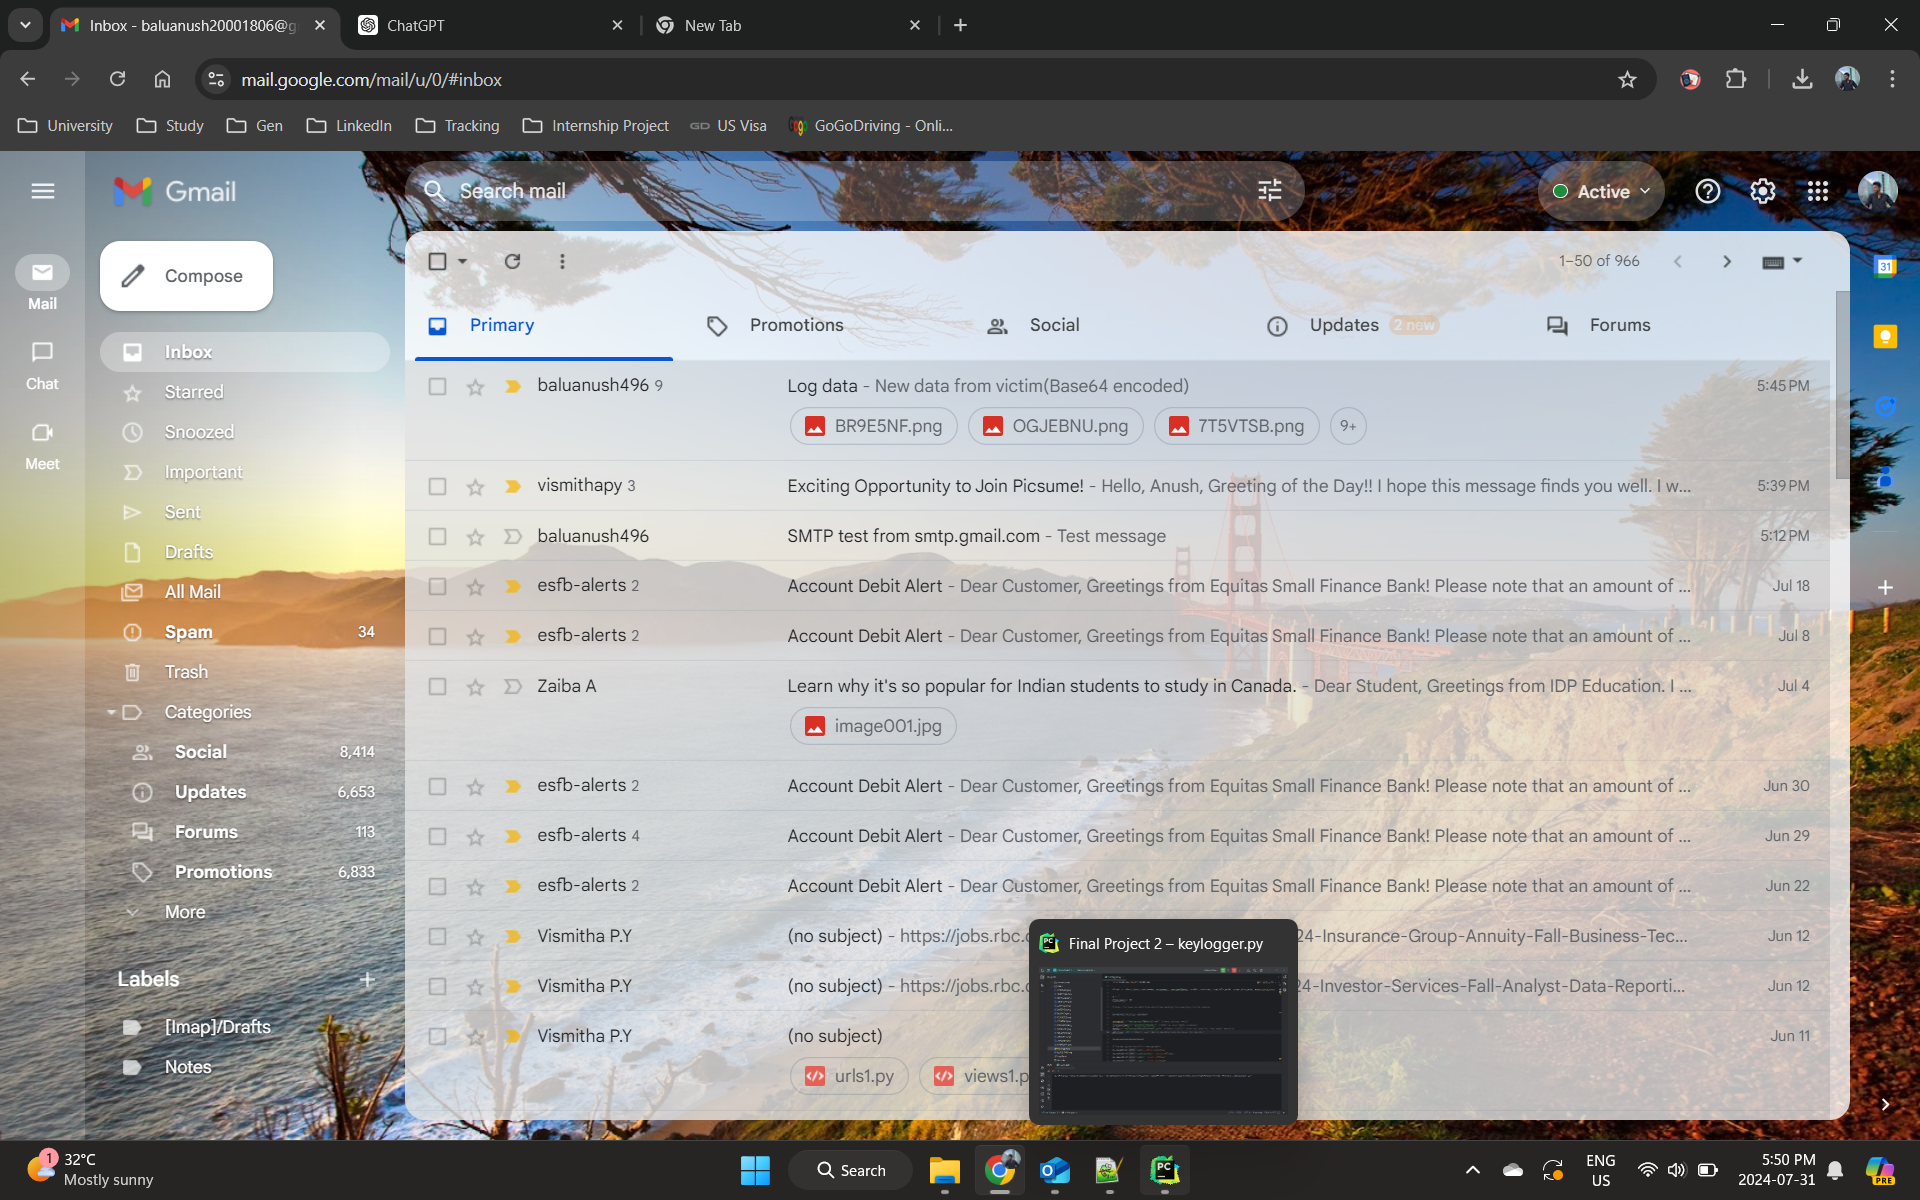 Inbox - baluanush20001806@g
ChatGPT
New Tab
mail.google.com/mail/u/0/#inbox
University
Study
Gen
LinkedIn
Tracking
Internship Project
GD US Visa
GoGoDriving - Onli...
Gmail
Search mail
Active
Compose
1–50 of 966
31
Mail
Primary
Promotions
Social
Updates 2 new
Forums
Inbox
Chat
Starred
baluanush496 9
Log data - New data from victim(Base64 encoded)
5:45 PM
BR9E5NF.png
OGJEBNU.png
7T5VTSB.png
9+
Snoozed
Meet
Important
vismithapy 3
Exciting Opportunity to Join Picsume! - Hello, Anush, Greeting of the Day!! I hope this message finds you well. I w...
5:39 PM
Sent
baluanush496
SMTP test from smtp.gmail.com - Test message
5:12 PM
Drafts
All Mail
esfb-alerts 2
Account Debit Alert - Dear Customer, Greetings from Equitas Small Finance Bank! Please note that an amount of ...
Jul 18
Spam 34
esfb-alerts 2
Account Debit Alert - Dear Customer, Greetings from Equitas Small Finance Bank! Please note that an amount of ...
Jul 8
Trash
Zaiba A
Learn why it's so popular for Indian students to study in Canada. - Dear Student, Greetings from IDP Education. I ...
Jul 4
image001.jpg
Categories
Social 8,414
Updates 6,653
esfb-alerts 2
Account Debit Alert - Dear Customer, Greetings from Equitas Small Finance Bank! Please note that an amount of ...
Jun 30
Forums 113
esfb-alerts 4
Account Debit Alert - Dear Customer, Greetings from Equitas Small Finance Bank! Please note that an amount of ...
Jun 29
Promotions 6,833
esfb-alerts 2
Account Debit Alert - Dear Customer, Greetings from Equitas Small Finance Bank! Please note that an amount of ...
Jun 22
More
Vismitha P.Y
(no subject) - https://jobs.rbc.c
24-Insurance-Group-Annuity-Fall-Business-Tec...
Jun 12
Labels
Vismitha P.Y
(no subject) - https://jobs.rbc.c
24-Investor-Services-Fall-Analyst-Data-Reporti...
Jun 12
[Imap]/Drafts
Vismitha P.Y
(no subject)
Jun 11
Notes
urls1.py
views1.p
PC Final Project 2 – keylogger.py
1
32°C
Mostly sunny
Search
PC
ENG
US
5:50 PM
2024-07-31
PRE